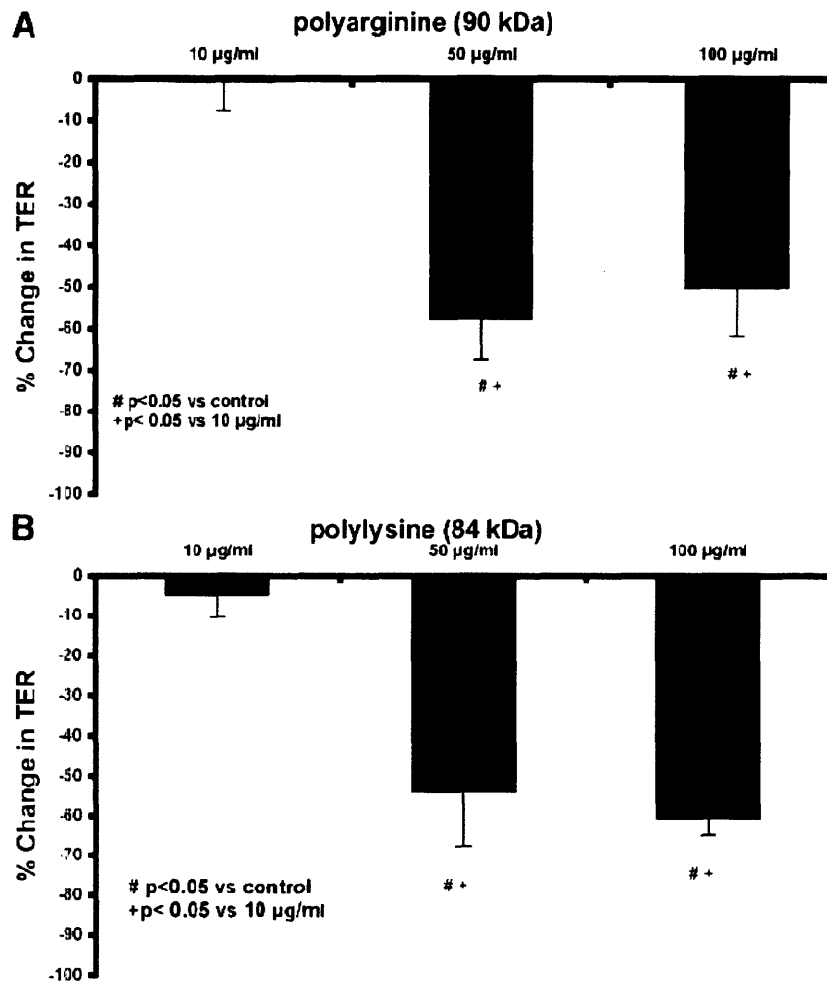 A
polyarginine (90 kDa)
10 µg/ml 50 µg/ml 100 µg/ml
0
-10
-20
-30
-40
-50
-60
-70
-80
-90
-100
% Change in TER
# +
# +
# p<0.05 vs control
+p< 0.05 vs 10 µg/ml
B
polylysine (84 kDa)
10 µg/ml 50 µg/ml 100 µg/ml
0
-10
-20
-30
-40
-50
-60
-70
-80
-90
-100
% Change in TER
# +
# +
# p<0.05 vs control
+p< 0.05 vs 10 µg/ml